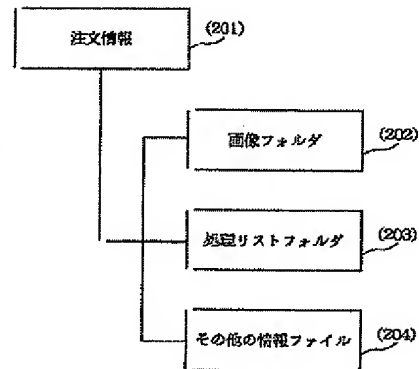 注文情報
(201)
画像フォルダ
(202)
処理リストフォルダ
(203)
その他の情報ファイル
(204)